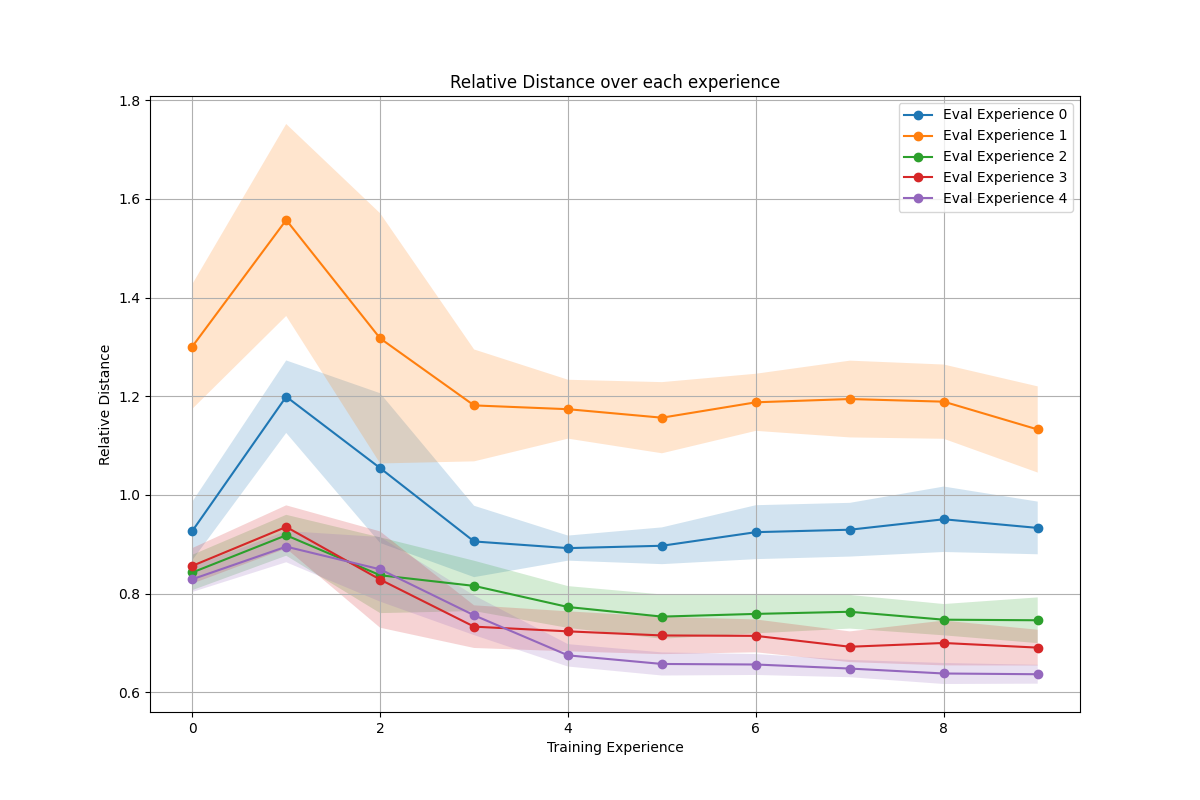 Relative Distance over each experience
1.8
1.6
1.4
1.2
1.0
0.8
0.6
Relative Distance
Eval Experience 0
Eval Experience 1
Eval Experience 2
Eval Experience 3
Eval Experience 4
0 2 4 6 8
Training Experience